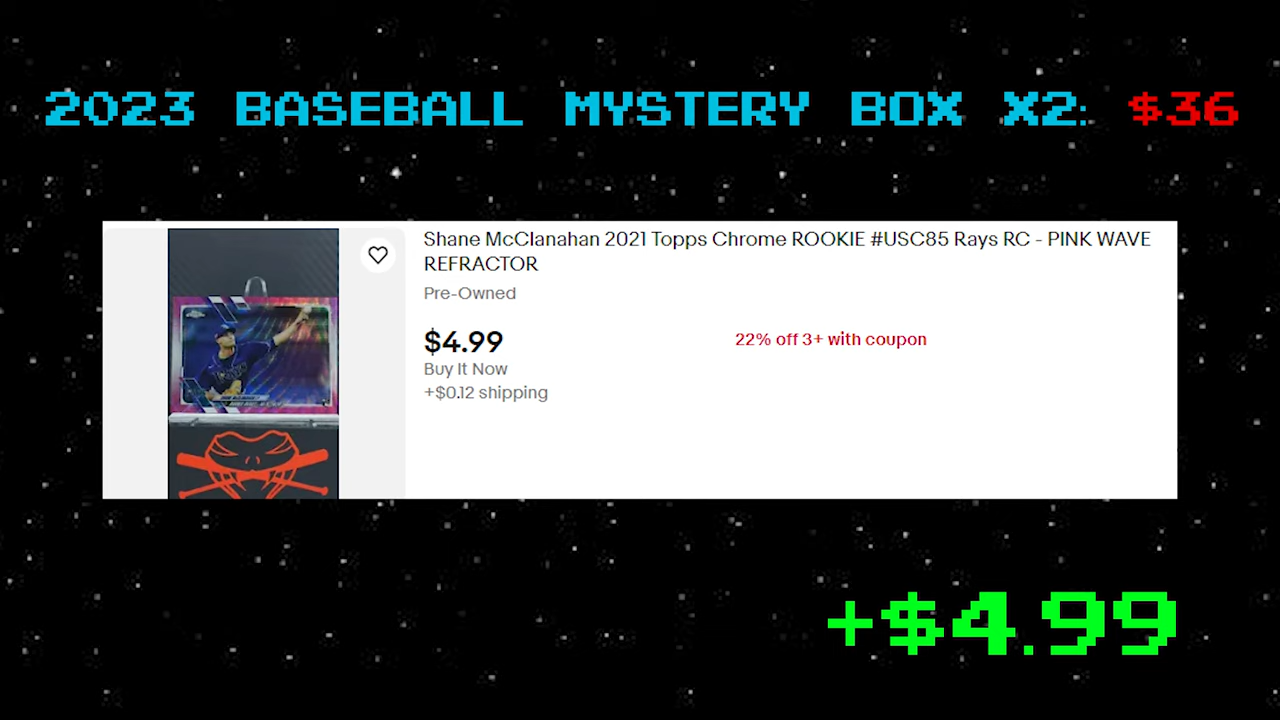 2023 BASEBALL MYSTERY BOX X2: $36
Shane McClanahan 2021 Topps Chrome ROOKIE #USC85 Rays RC - PINK WAVE
REFRACTOR
Pre-Owned
$4.99
22% off 3+ with coupon
Buy It Now
+$0.12 shipping
+$4.99